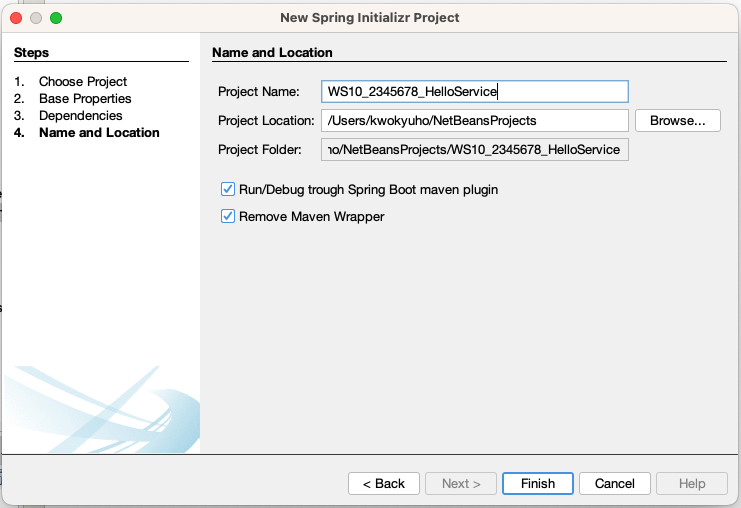 New Spring Initializr Project
Steps
1. Choose Project
2. Base Properties
3. Dependencies
4. Name and Location
Name and Location
Project Name: WS10_2345678_HelloService
Project Location: /Users/kwokyuho/NetBeansProjects Browse...
Project Folder: ho/NetBeansProjects/WS10_2345678_HelloService
Run/Debug trough Spring Boot maven plugin
Remove Maven Wrapper
< Back Next > Finish Cancel Help